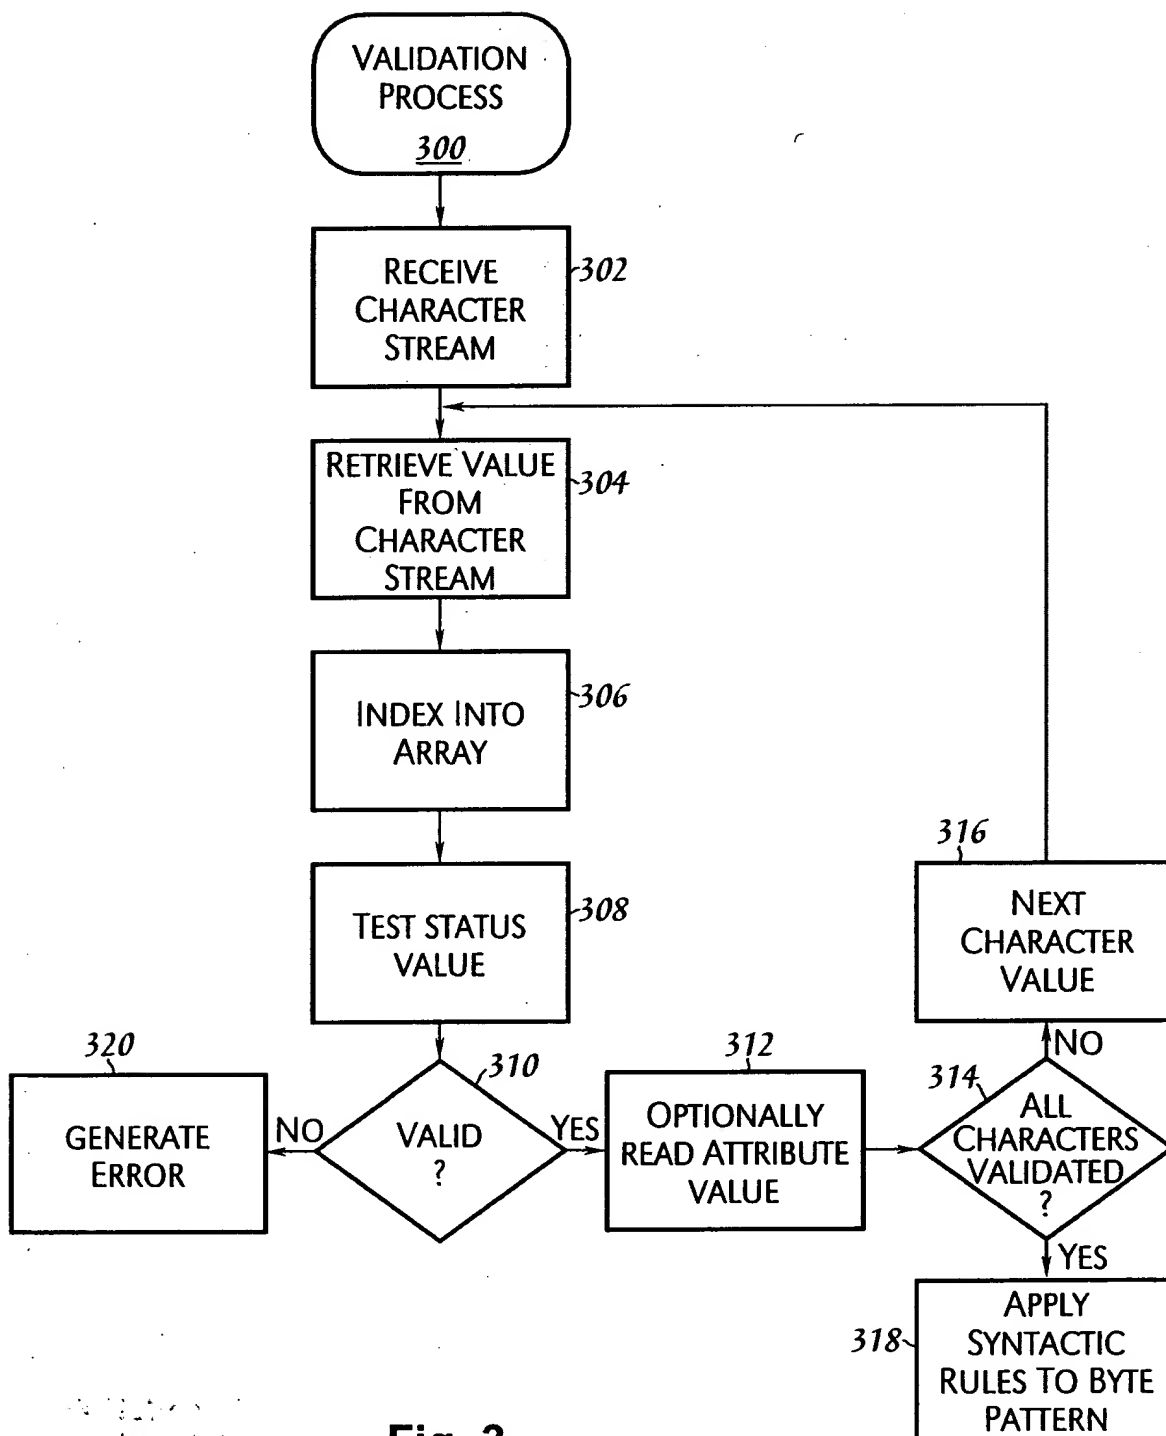 VALIDATION
PROCESS
300
RECEIVE
CHARACTER
STREAM
302
RETRIEVE VALUE
FROM
CHARACTER
STREAM
304
INDEX INTO
ARRAY
306
TEST STATUS
VALUE
308
316
NEXT
CHARACTER
VALUE
320
GENERATE
ERROR
NO
VALID
?
310
YES
312
OPTIONALLY
READ ATTRIBUTE
VALUE
314
NO
ALL
CHARACTERS
VALIDATED
?
YES
318
APPLY
SYNTACTIC
RULES TO BYTE
PATTERN
Fig. 3